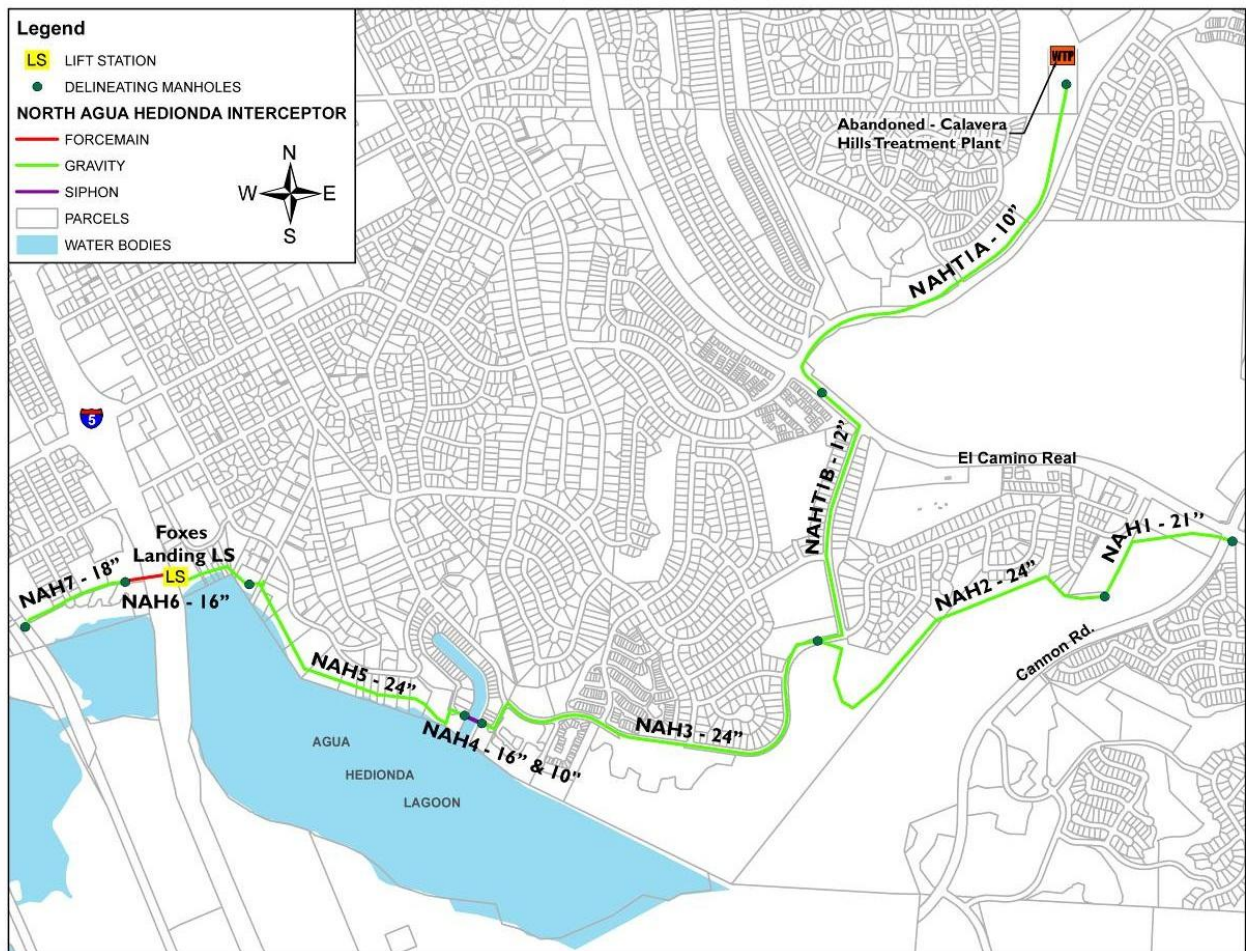 Legend
LS LIFT STATION
DELINEATING MANHOLES
NORTH AGUA HEDIONDA INTERCEPTOR
FORCEMAIN
GRAVITY
SIPHON
PARCELS
WATER BODIES
N
W E
S
WTP
Abandoned - Calavera
Hills Treatment Plant
NAHT1A - 10"
5
NAHT1B - 12"
El Camino Real
NAH1 - 21"
Foxes
Landing LS
LS
NAH7 - 18"
NAH6 - 16"
NAH2 - 24"
Cannon Rd.
NAH5 - 24"
NAH4 - 16" & 10"
NAH3 - 24"
AGUA
HEDIONDA
LAGOON